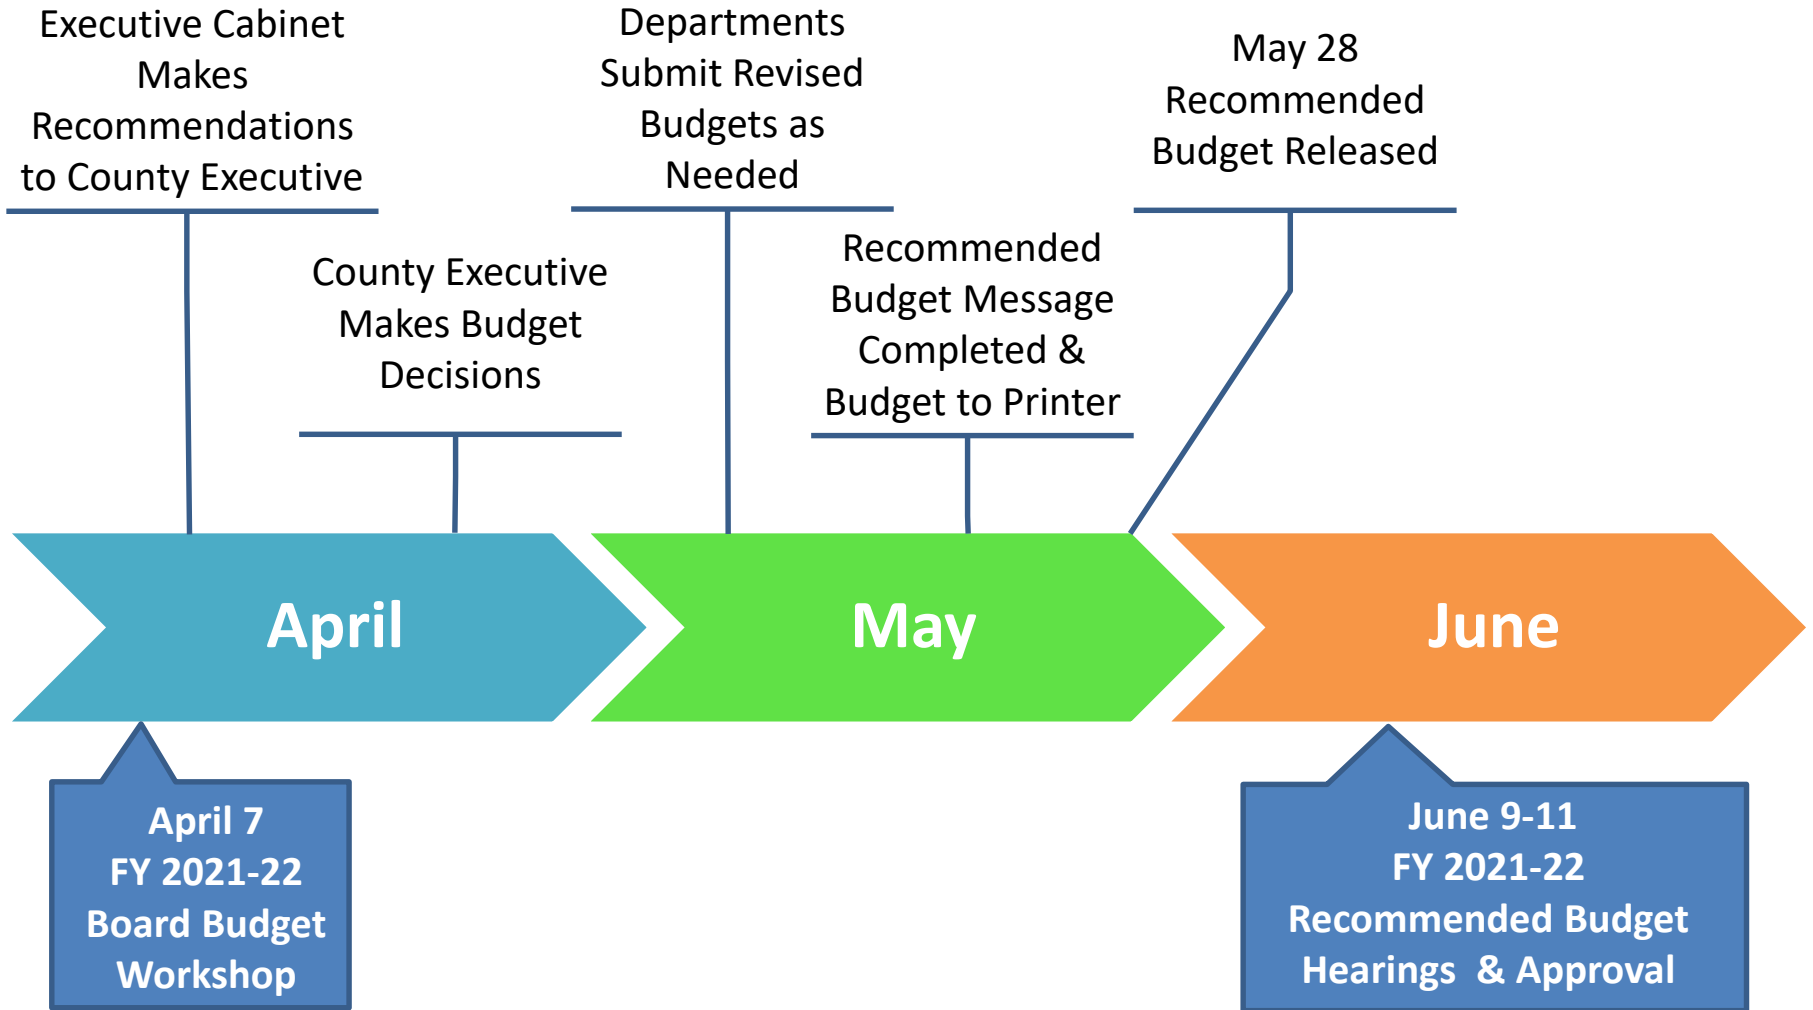 Executive Cabinet
Makes
Recommendations
to County Executive
County Executive
Makes Budget
Decisions
Departments
Submit Revised
Budgets as
Needed
Recommended
Budget Message
Completed &
Budget to Printer
May 28
Recommended
Budget Released
April
May
June
April 7
FY 2021-22
Board Budget
Workshop
June 9-11
FY 2021-22
Recommended Budget
Hearings & Approval